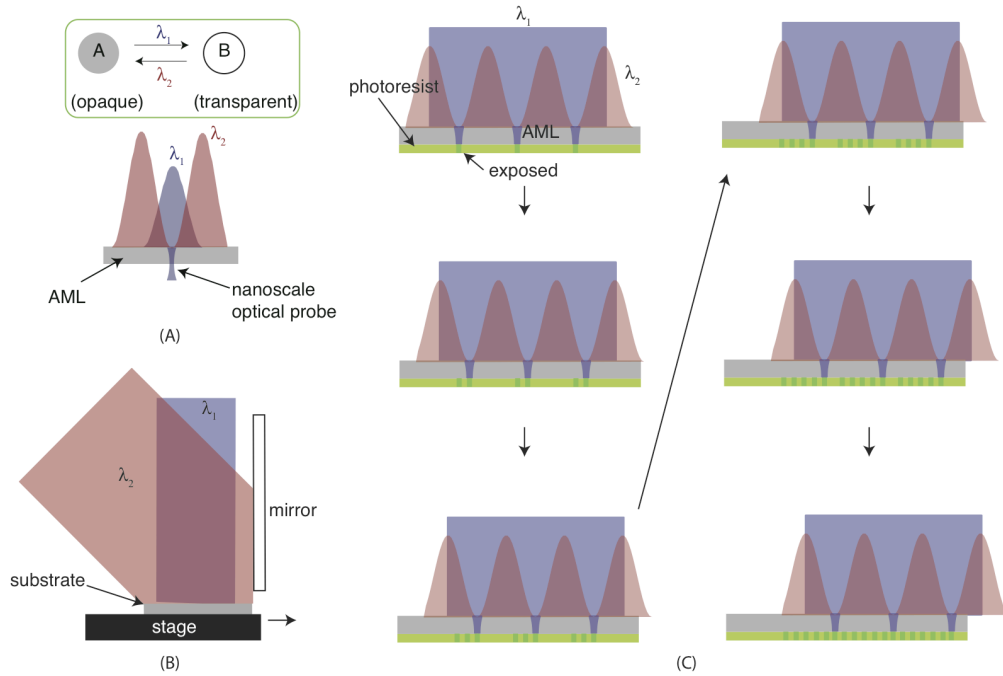 λ1
A
B
λ2
(opaque)
(transparent)
λ2
λ1
AML
nanoscale
optical probe
(A)
λ1
λ2
mirror
substrate
stage
(B)
λ1
λ2
photoresist
AML
exposed
(C)